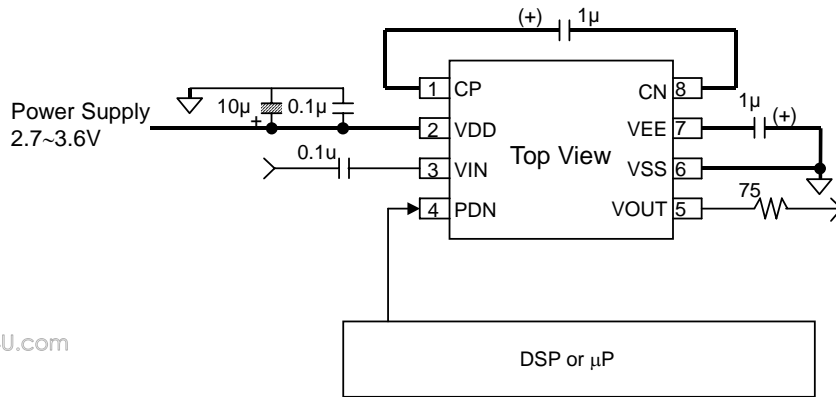 (+) 1μ
1 CP
CN 8
10μ 0.1μ
+
Power Supply
2.7~3.6V
2 VDD
VEE 7
1μ (+)
Top View
0.1u
3 VIN
VSS 6
4 PDN
VOUT 5
75
U.com
DSP or μP